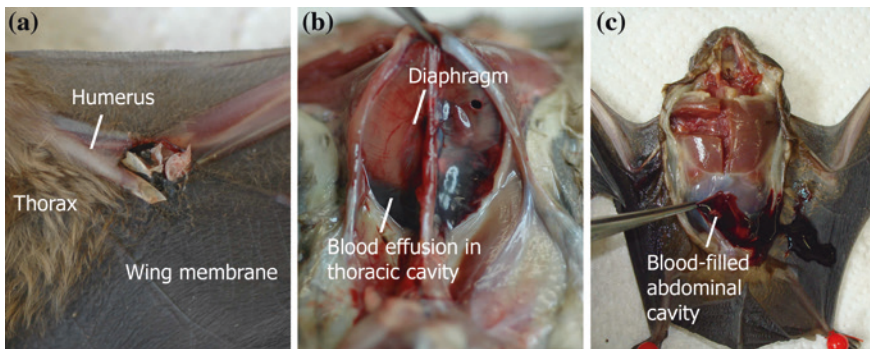 (a)
Humerus
Thorax
Wing membrane
(b)
Diaphragm
Blood effusion in
thoracic cavity
(c)
Blood-filled
abdominal
cavity